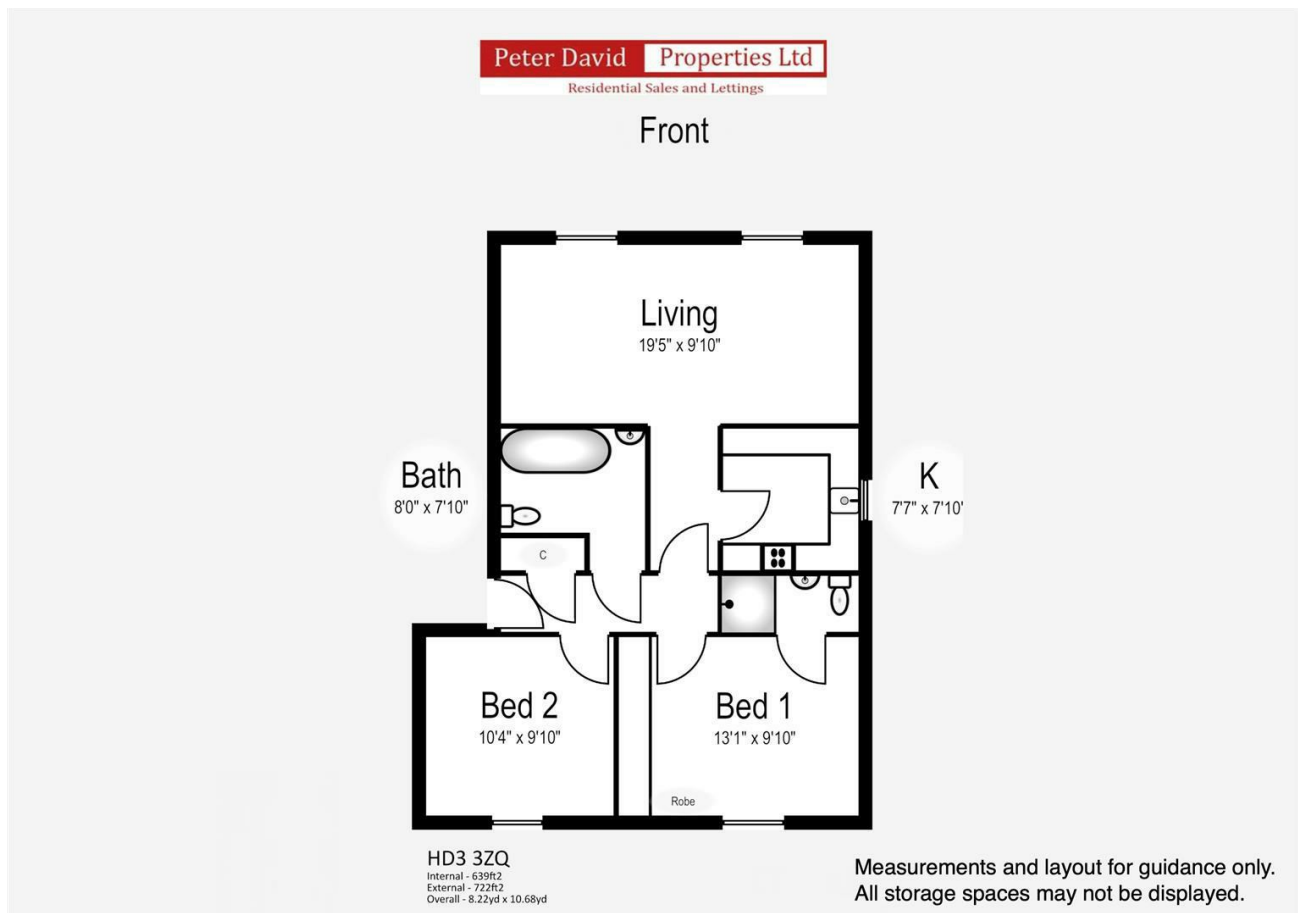 Peter David Properties Ltd
Residential Sales and Lettings
Front
Living
19'5" x 9'10"
Bath
8'0" x 7'10"
K
7'7" x 7'10'
C
Bed 2
10'4" x 9'10"
Bed 1
13'1" x 9'10"
Robe
HD3 3ZQ
Internal - 639ft2
External - 722ft2
Overall - 8.22yd x 10.68yd
Measurements and layout for guidance only.
All storage spaces may not be displayed.